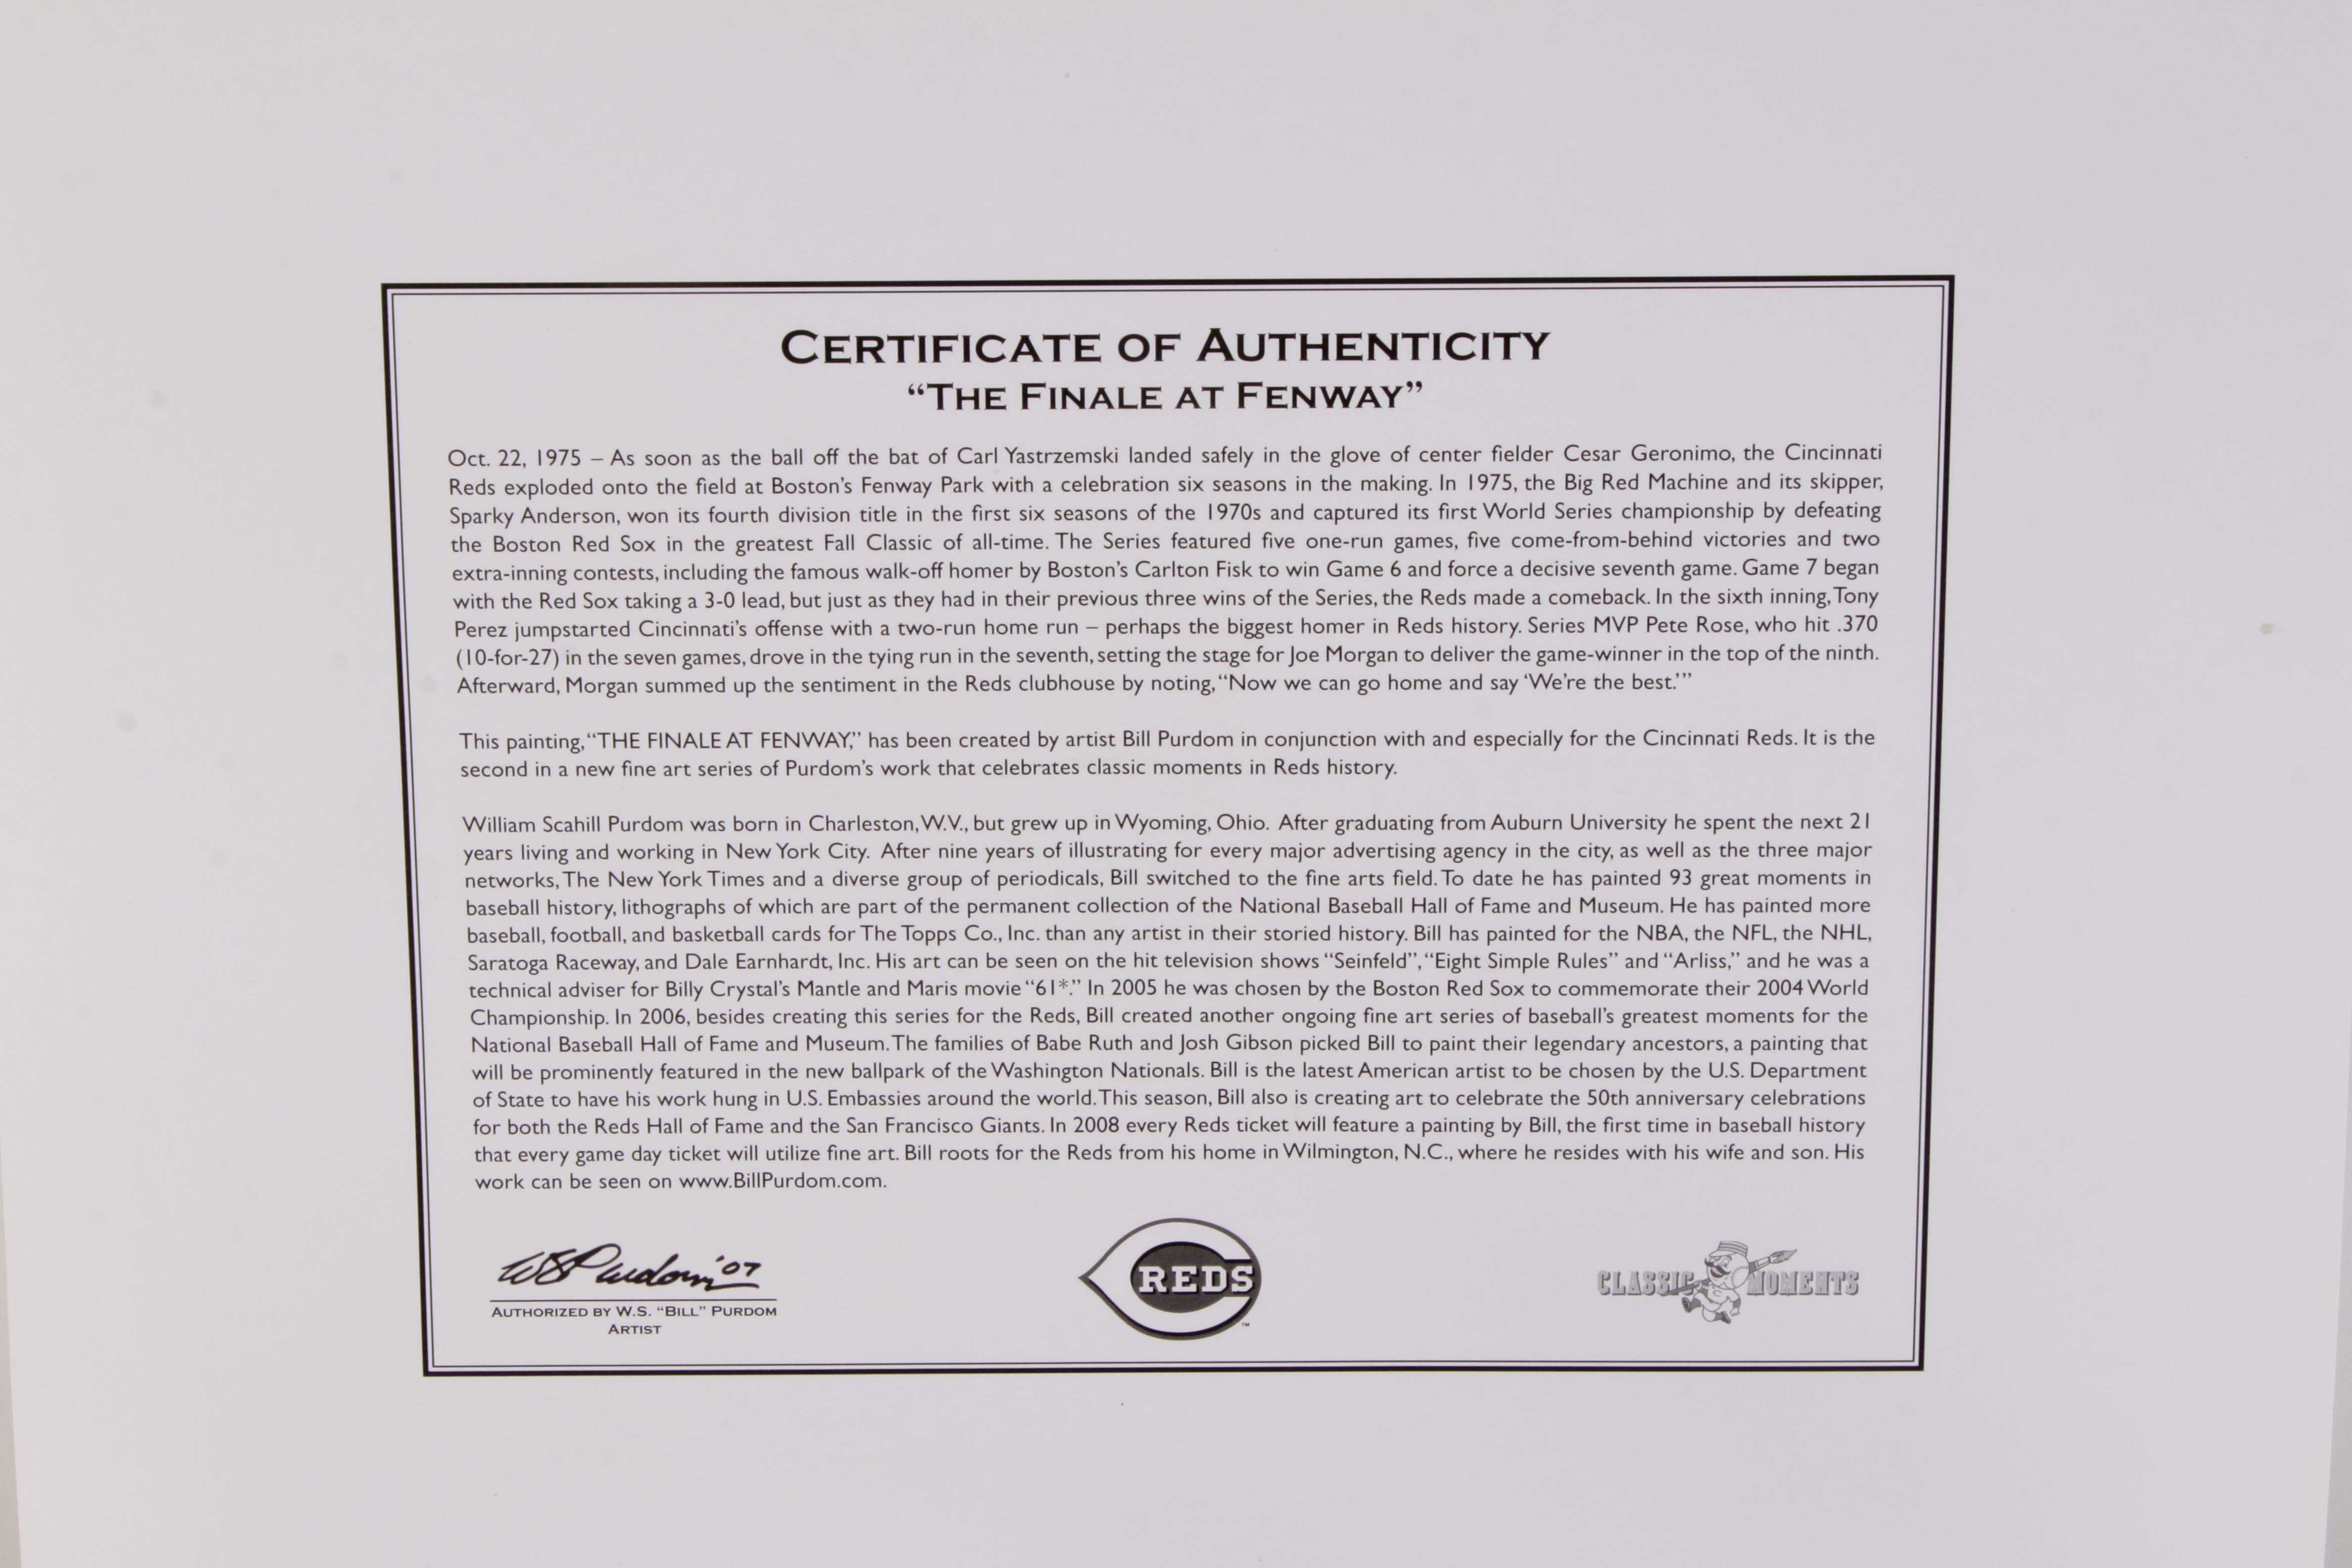 CERTIFICATE OF AUTHENTICITY
“THE FINALE AT FENWAY”
Oct. 22, 1975 – As soon as the ball off the bat of Carl Yastrzemski landed safely in the glove of center fielder Cesar Geronimo, the Cincinnati
Reds exploded onto the field at Boston’s Fenway Park with a celebration six seasons in the making. In 1975, the Big Red Machine and its skipper,
Sparky Anderson, won its fourth division title in the first six seasons of the 1970s and captured its first World Series championship by defeating
the Boston Red Sox in the greatest Fall Classic of all-time. The Series featured five one-run games, five come-from-behind victories and two
extra-inning contests, including the famous walk-off homer by Boston’s Carlton Fisk to win Game 6 and force a decisive seventh game. Game 7 began
with the Red Sox taking a 3-0 lead, but just as they had in their previous three wins of the Series, the Reds made a comeback. In the sixth inning, Tony
Perez jumpstarted Cincinnati’s offense with a two-run home run – perhaps the biggest homer in Reds history. Series MVP Pete Rose, who hit .370
(10-for-27) in the seven games, drove in the tying run in the seventh, setting the stage for Joe Morgan to deliver the game-winner in the top of the ninth.
Afterward, Morgan summed up the sentiment in the Reds clubhouse by noting, “Now we can go home and say ‘We’re the best.’”
This painting, “THE FINALE AT FENWAY,” has been created by artist Bill Purdom in conjunction with and especially for the Cincinnati Reds. It is the
second in a new fine art series of Purdom’s work that celebrates classic moments in Reds history.
William Scahill Purdom was born in Charleston, W.V., but grew up in Wyoming, Ohio. After graduating from Auburn University he spent the next 21
years living and working in New York City. After nine years of illustrating for every major advertising agency in the city, as well as the three major
networks, The New York Times and a diverse group of periodicals, Bill switched to the fine arts field. To date he has painted 93 great moments in
baseball history, lithographs of which are part of the permanent collection of the National Baseball Hall of Fame and Museum. He has painted more
baseball, football, and basketball cards for The Topps Co., Inc. than any artist in their storied history. Bill has painted for the NBA, the NFL, the NHL,
Saratoga Raceway, and Dale Earnhardt, Inc. His art can be seen on the hit television shows “Seinfeld”, “Eight Simple Rules” and “Arliss,” and he was a
technical adviser for Billy Crystal’s Mantle and Maris movie “61*.” In 2005 he was chosen by the Boston Red Sox to commemorate their 2004 World
Championship. In 2006, besides creating this series for the Reds, Bill created another ongoing fine art series of baseball’s greatest moments for the
National Baseball Hall of Fame and Museum. The families of Babe Ruth and Josh Gibson picked Bill to paint their legendary ancestors, a painting that
will be prominently featured in the new ballpark of the Washington Nationals. Bill is the latest American artist to be chosen by the U.S. Department
of State to have his work hung in U.S. Embassies around the world. This season, Bill also is creating art to celebrate the 50th anniversary celebrations
for both the Reds Hall of Fame and the San Francisco Giants. In 2008 every Reds ticket will feature a painting by Bill, the first time in baseball history
that every game day ticket will utilize fine art. Bill roots for the Reds from his home in Wilmington, N.C., where he resides with his wife and son. His
work can be seen on www.BillPurdom.com.
WS Purdom '07
AUTHORIZED BY W.S. “BILL” PURDOM
ARTIST
REDS
™
CLASSIC MOMENTS